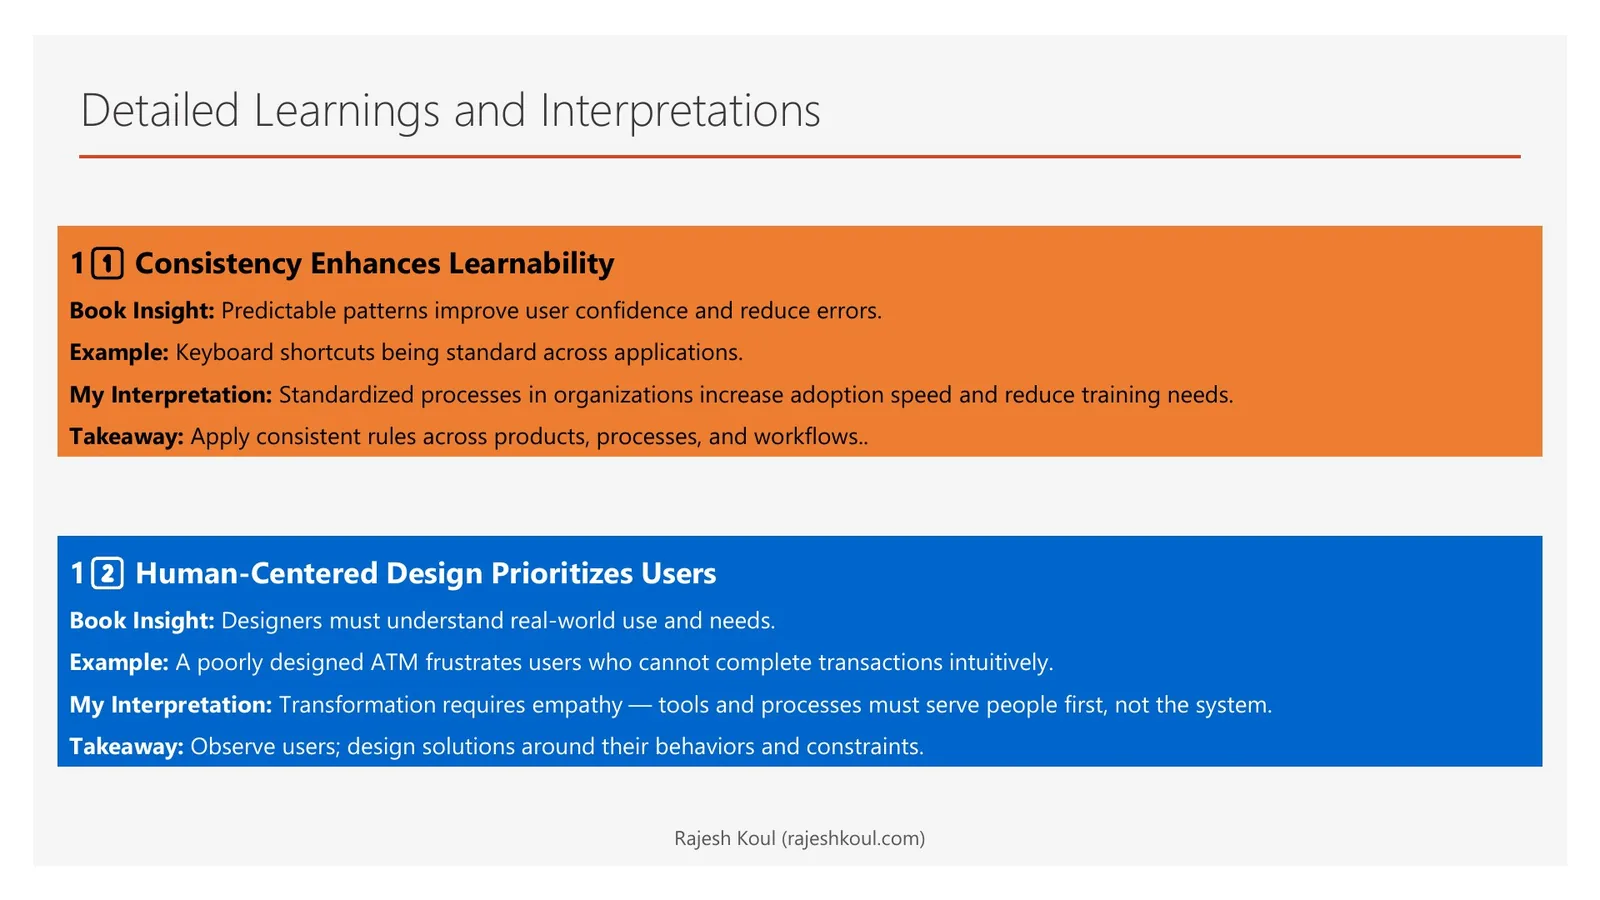 Detailed Learnings and Interpretations
11️⃣ Consistency Enhances Learnability
Book Insight: Predictable patterns improve user confidence and reduce errors.
Example: Keyboard shortcuts being standard across applications.
My Interpretation: Standardized processes in organizations increase adoption speed and reduce training needs.
Takeaway: Apply consistent rules across products, processes, and workflows..
12️⃣ Human-Centered Design Prioritizes Users
Book Insight: Designers must understand real-world use and needs.
Example: A poorly designed ATM frustrates users who cannot complete transactions intuitively.
My Interpretation: Transformation requires empathy — tools and processes must serve people first, not the system.
Takeaway: Observe users; design solutions around their behaviors and constraints.
Rajesh Koul (rajeshkoul.com)